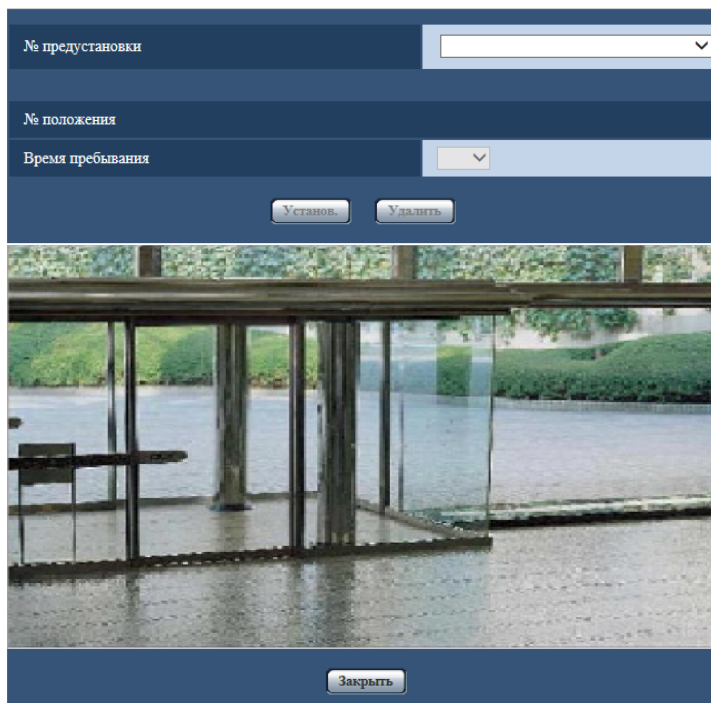 № предустановки
№ положения
Время пребывания
Установ. Удалить
Закрыть